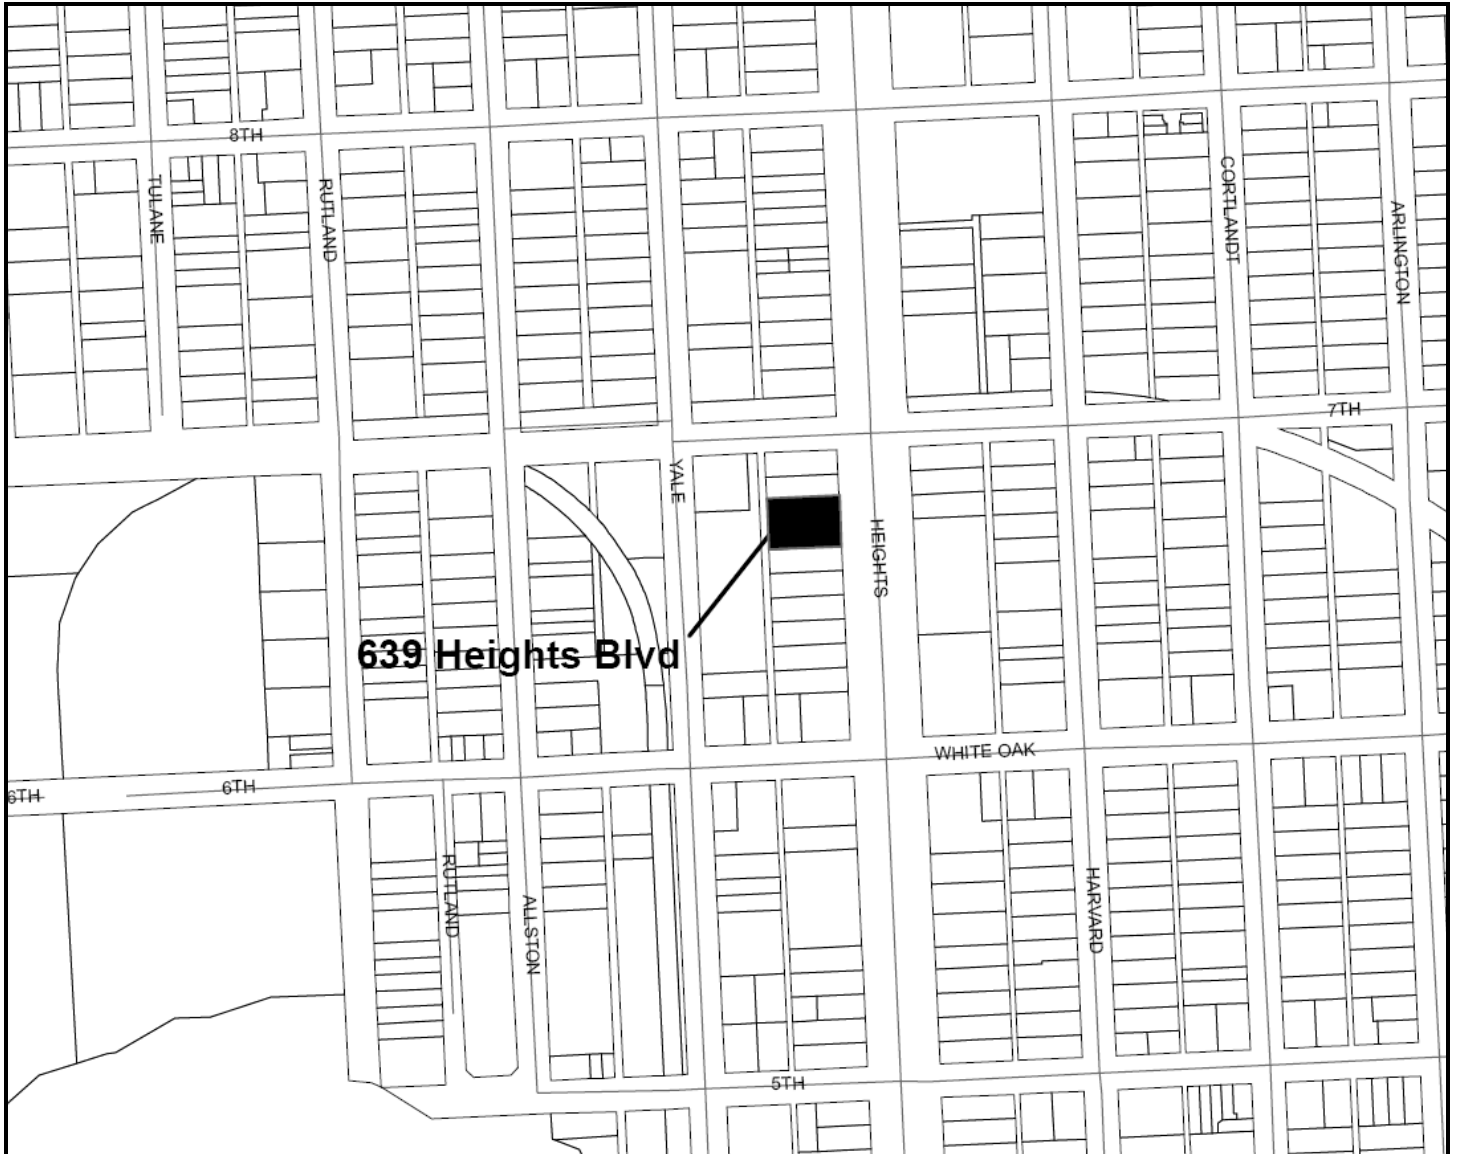 8TH
TULANE
RUTLAND
CORTLANDT
ARLINGTON
7TH
YALE
HEIGHTS
639 Heights Blvd
WHITE OAK
6TH
6TH
RUTLAND
ALLSTON
HARVARD
5TH